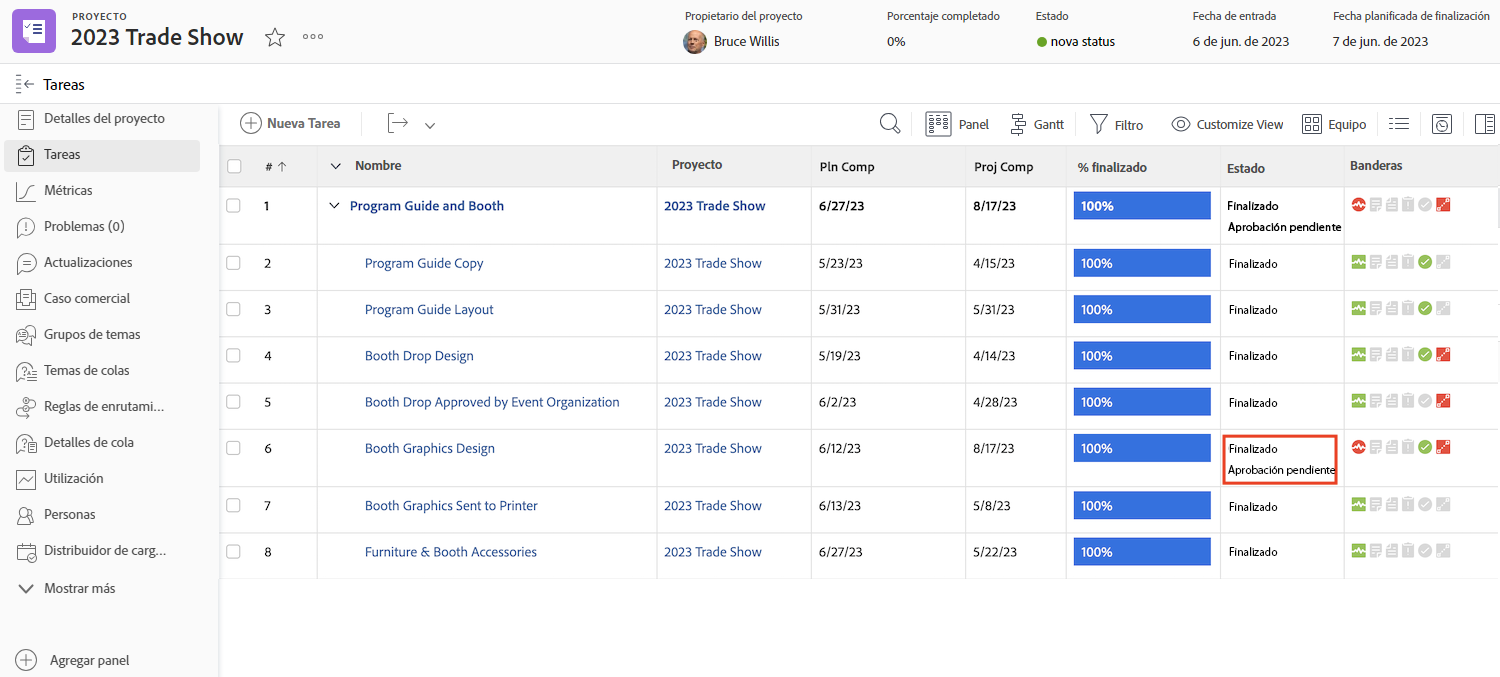 PROYECTO
2023 Trade Show
Propietario del proyecto
Bruce Willis
Porcentaje completado
0%
Estado
nova status
Fecha de entrada
6 de jun. de 2023
Fecha planificada de finalización
7 de jun. de 2023
Tareas
Detalles del proyecto
Tareas
Métricas
Problemas (0)
Actualizaciones
Caso comercial
Grupos de temas
Temas de colas
Reglas de enrutami...
Detalles de cola
Utilización
Personas
Distribuidor de carg...
Mostrar más
Agregar panel
Nueva Tarea
Panel
Gantt
Filtro
Customize View
Equipo
# Nombre Proyecto Pln Comp Proj Comp % finalizado Estado Banderas
1 Program Guide and Booth 2023 Trade Show 6/27/23 8/17/23 100% Finalizado
Aprobación pendiente
2 Program Guide Copy 2023 Trade Show 5/23/23 4/15/23 100% Finalizado
3 Program Guide Layout 2023 Trade Show 5/31/23 5/31/23 100% Finalizado
4 Booth Drop Design 2023 Trade Show 5/19/23 4/14/23 100% Finalizado
5 Booth Drop Approved by Event Organization 2023 Trade Show 6/2/23 4/28/23 100% Finalizado
6 Booth Graphics Design 2023 Trade Show 6/12/23 8/17/23 100% Finalizado
Aprobación pendiente
7 Booth Graphics Sent to Printer 2023 Trade Show 6/13/23 5/8/23 100% Finalizado
8 Furniture & Booth Accessories 2023 Trade Show 6/27/23 5/22/23 100% Finalizado